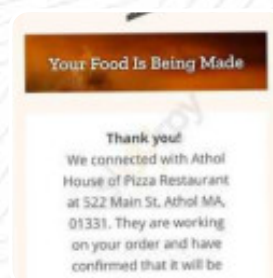 Your Food Is Being Made
Thank you!
We connected with Athol
House of Pizza Restaurant
at 522 Main St, Athol MA,
01331. They are working
on your order and have
confirmed that it will be